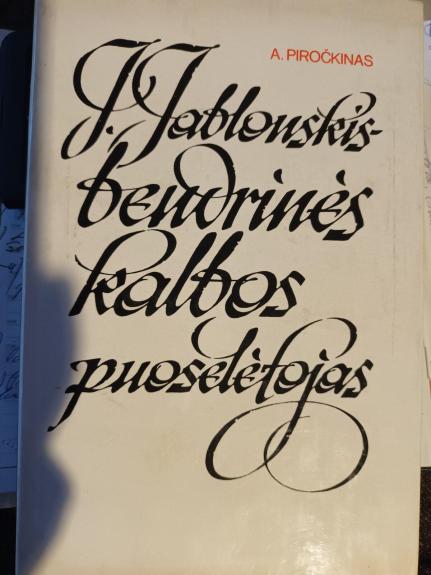 A. PIROČKINAS
J. Jablonskis-
bendrinės
kalbos
puoselėtojas